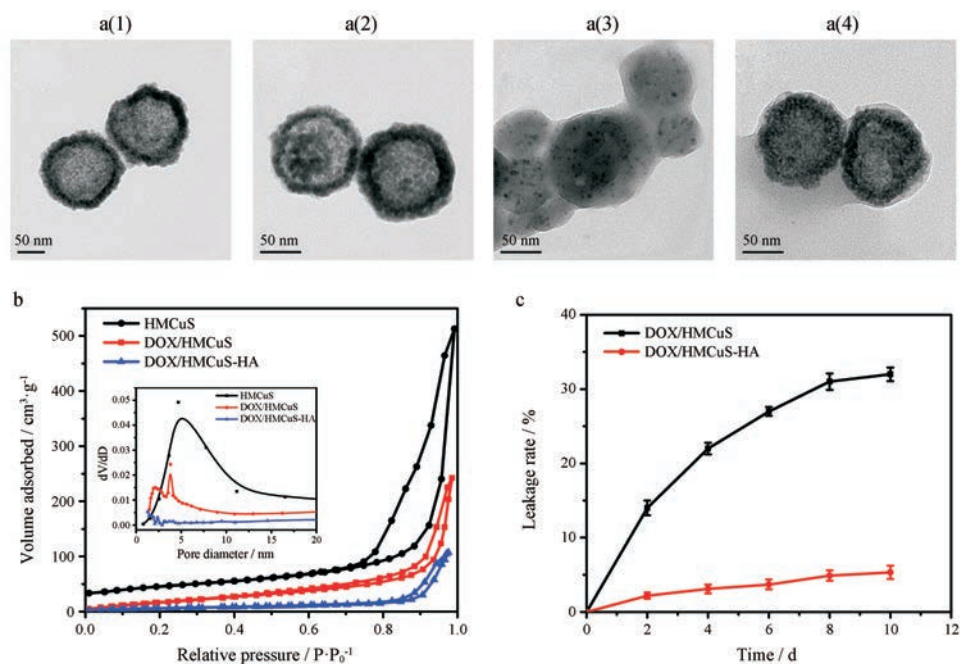 a(1)
a(2)
a(3)
a(4)
50 nm
50 nm
50 nm
50 nm
b
HMCuS
DOX/HMCuS
DOX/HMCuS-HA
Volume adsorbed / cm³·g⁻¹
500
400
300
200
100
0
0.0
0.2
0.4
0.6
0.8
1.0
Relative pressure / P·P₀⁻¹
HMCuS
DOX/HMCuS
DOX/HMCuS-HA
dV/dD
0.05
0.04
0.03
0.02
0.01
0.00
0
5
10
15
20
Pore diameter / nm
c
DOX/HMCuS
DOX/HMCuS-HA
Leakage rate / %
40
30
20
10
0
0
2
4
6
8
10
12
Time / d